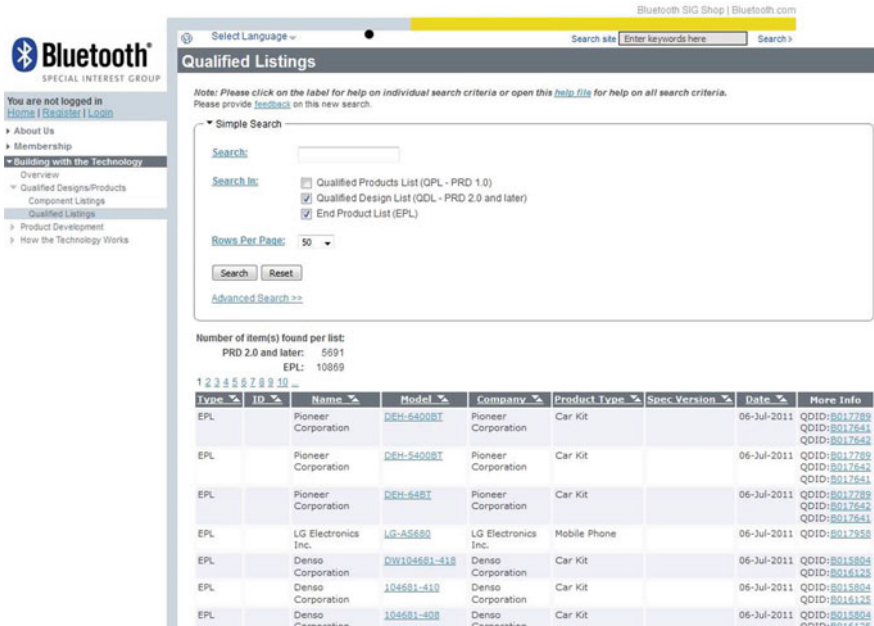 Bluetooth SIG Shop | Bluetooth.com
Bluetooth®
SPECIAL INTEREST GROUP
You are not logged in
Home | Register | Login
About Us
Membership
Building with the Technology
Overview
Qualified Designs/Products
Component Listings
Qualified Listings
Product Development
How the Technology Works
Select Language
Search site Enter keywords here Search >
Qualified Listings
Note: Please click on the label for help on individual search criteria or open this help file for help on all search criteria.
Please provide feedback on this new search.
Simple Search
Search:
Search In: Qualified Products List (QPL - PRD 1.0)
Qualified Design List (QDL - PRD 2.0 and later)
End Product List (EPL)
Rows Per Page: 50
Search Reset
Advanced Search >>
Number of item(s) found per list:
PRD 2.0 and later: 5691
EPL: 10869
1 2 3 4 5 6 7 8 9 10 ...
Type ID Name Model Company Product Type Spec Version Date More Info
EPL Pioneer DEH-6400BT Pioneer Car Kit 06-Jul-2011 QDID:B017789
Corporation Corporation QDID:B017641
QDID:B017642
EPL Pioneer DEH-5400BT Pioneer Car Kit 06-Jul-2011 QDID:B017789
Corporation Corporation QDID:B017642
QDID:B017641
EPL Pioneer DEH-64BT Pioneer Car Kit 06-Jul-2011 QDID:B017789
Corporation Corporation QDID:B017642
QDID:B017641
EPL LG Electronics LG-AS680 LG Electronics Mobile Phone 06-Jul-2011 QDID:B017958
Inc. Inc.
EPL Denso DW104681-418 Denso Car Kit 06-Jul-2011 QDID:B015804
Corporation Corporation QDID:B016125
EPL Denso 104681-410 Denso Car Kit 06-Jul-2011 QDID:B015804
Corporation Corporation QDID:B016125
EPL Denso 104681-408 Denso Car Kit 06-Jul-2011 QDID:B015804